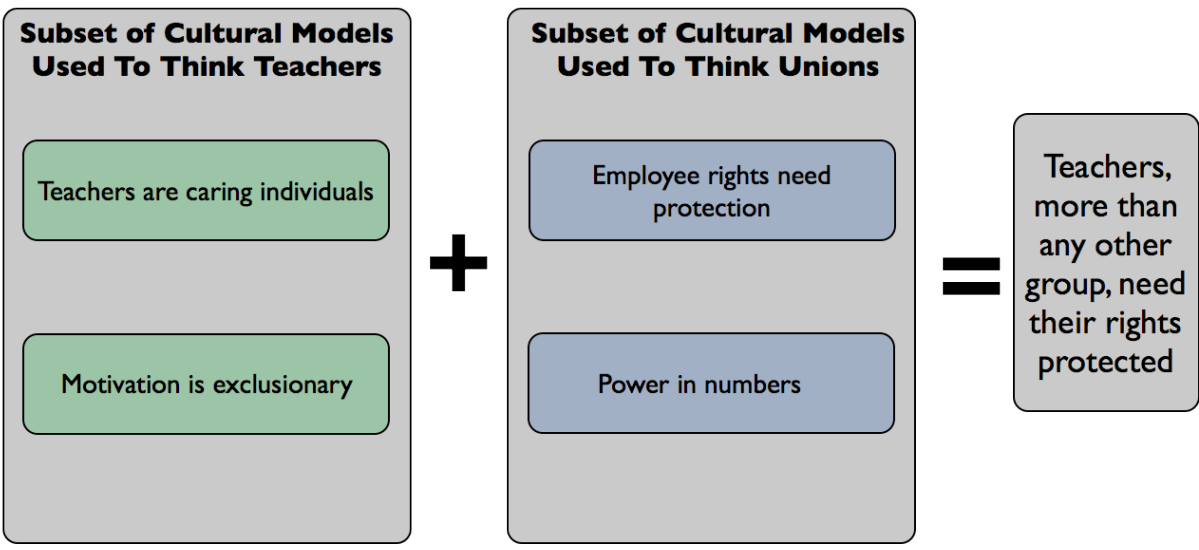 Subset of Cultural Models
Used To Think Teachers
Teachers are caring individuals
Motivation is exclusionary
+
Subset of Cultural Models
Used To Think Unions
Employee rights need
protection
Power in numbers
=
Teachers,
more than
any other
group, need
their rights
protected